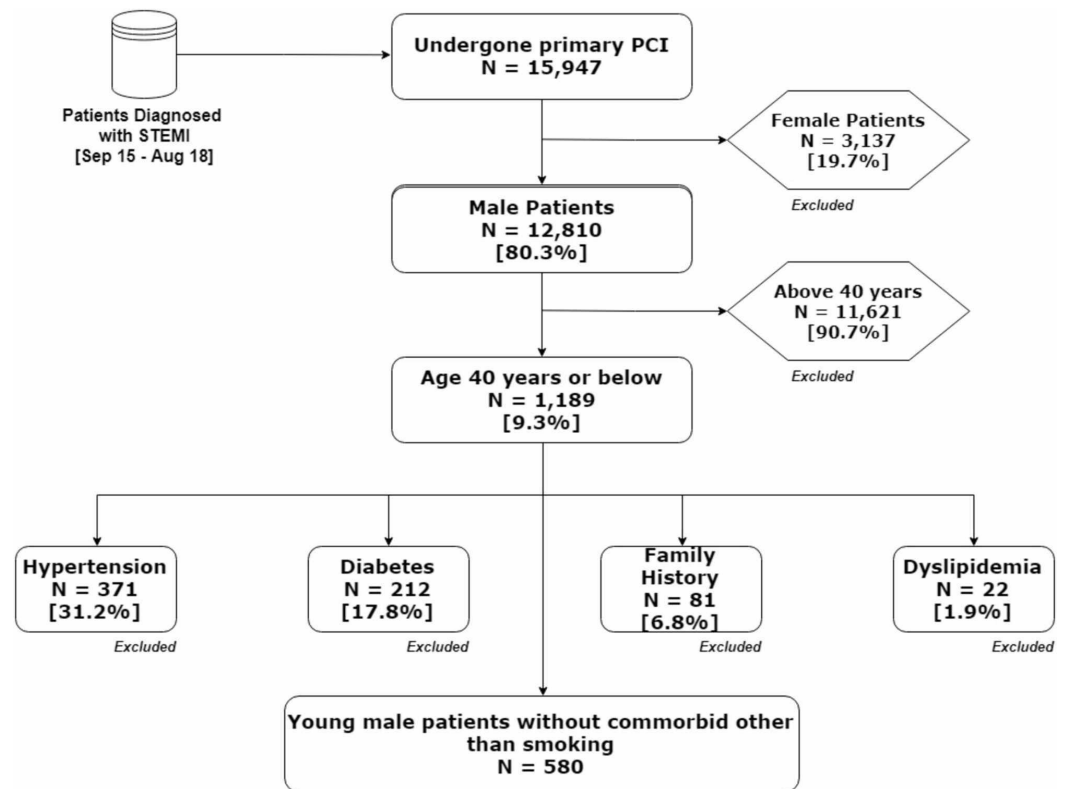 Undergone primary PCI
N = 15,947
Patients Diagnosed
with STEMI
[Sep 15 - Aug 18]
Female Patients
N = 3,137
[19.7%]
Excluded
Male Patients
N = 12,810
[80.3%]
Above 40 years
N = 11,621
[90.7%]
Excluded
Age 40 years or below
N = 1,189
[9.3%]
Hypertension
N = 371
[31.2%]
Excluded
Diabetes
N = 212
[17.8%]
Excluded
Family
History
N = 81
[6.8%]
Excluded
Dyslipidemia
N = 22
[1.9%]
Excluded
Young male patients without commorbid other
than smoking
N = 580